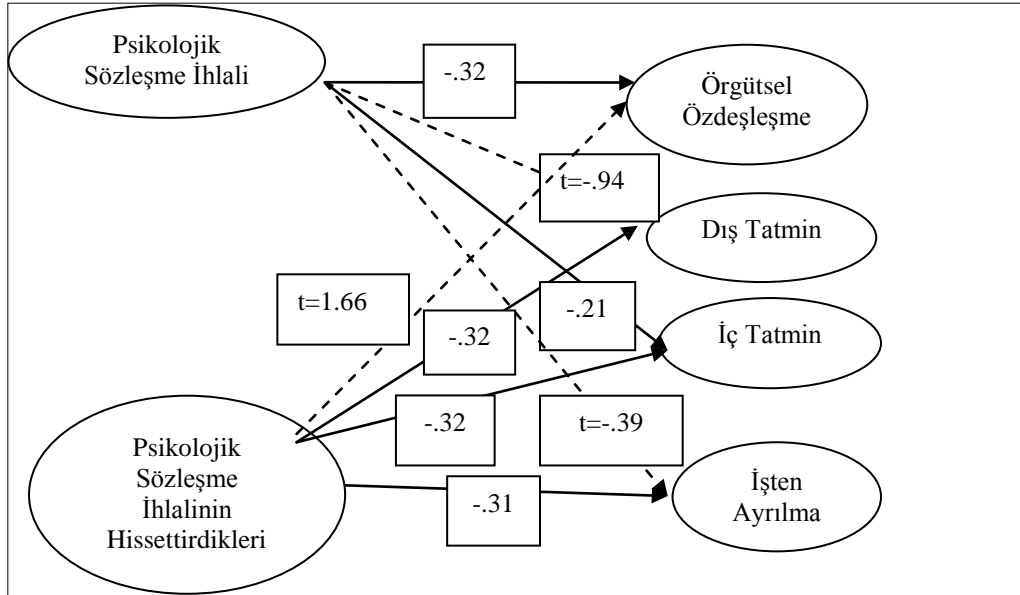 Psikolojik
Sözleşme İhlali
-.32
Örgütsel
Özdeşleşme
t=-.94
Dış Tatmin
t=1.66
-.32
-.21
İç Tatmin
-.32
t=-.39
Psikolojik
Sözleşme
İhlalinin
Hissettirdikleri
-.31
İşten
Ayrılma